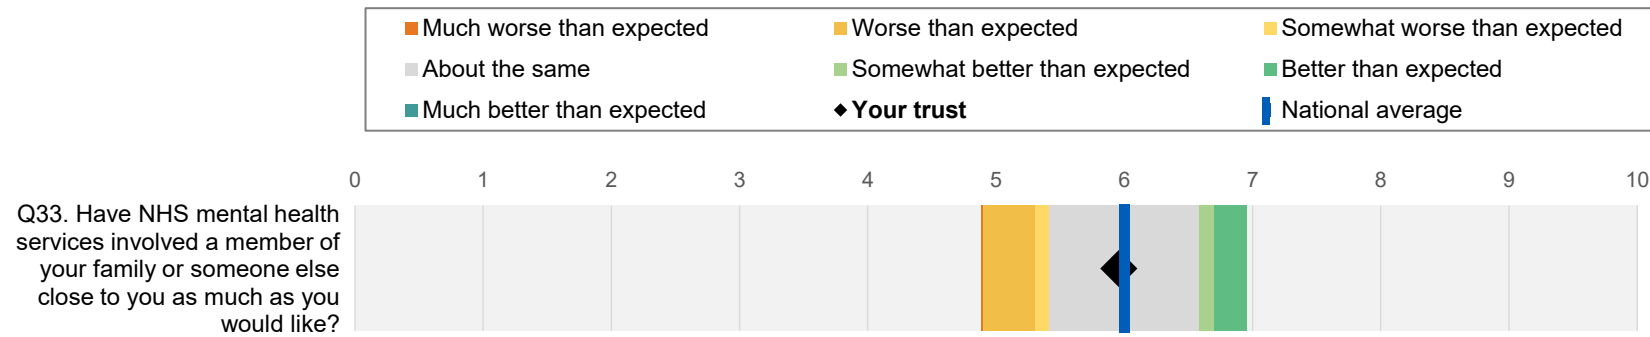 Much worse than expected
Worse than expected
Somewhat worse than expected
About the same
Somewhat better than expected
Better than expected
Much better than expected
Your trust
National average
0 1 2 3 4 5 6 7 8 9 10
Q33. Have NHS mental health
services involved a member of
your family or someone else
close to you as much as you
would like?